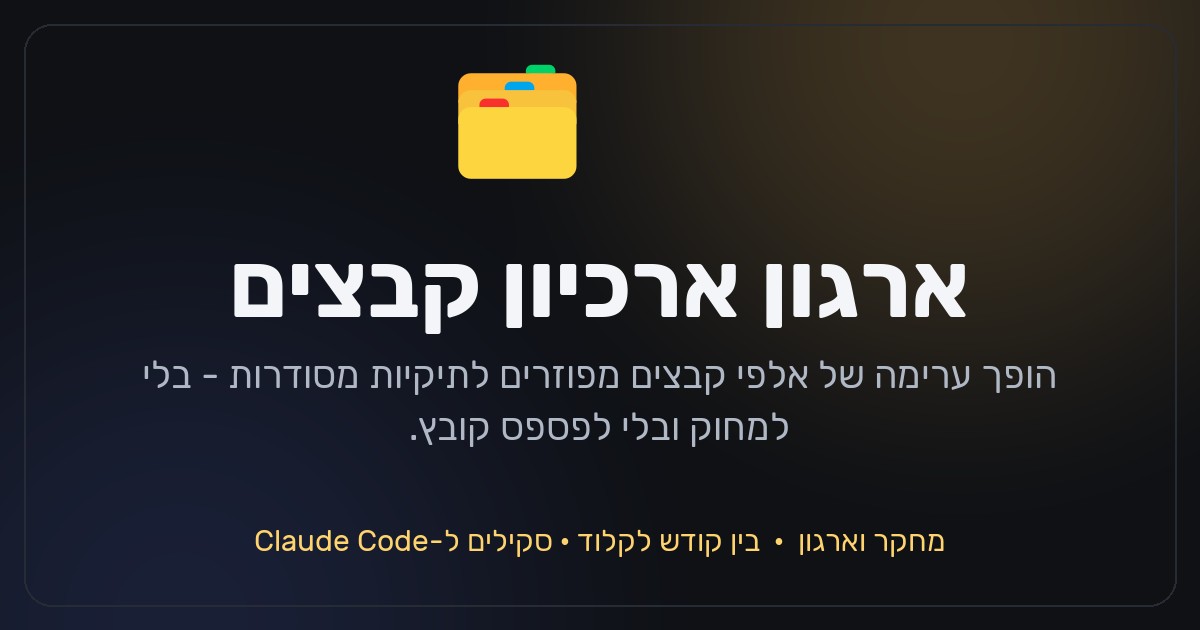 ארגון ארכיון קבצים
הופך ערימה של אלפי קבצים מפוזרים לתיקיות מסודרות - בלי
למחוק ובלי לפספס קובץ.
מחקר וארגון • בין קודש לקלוד • סקילים ל-Claude Code